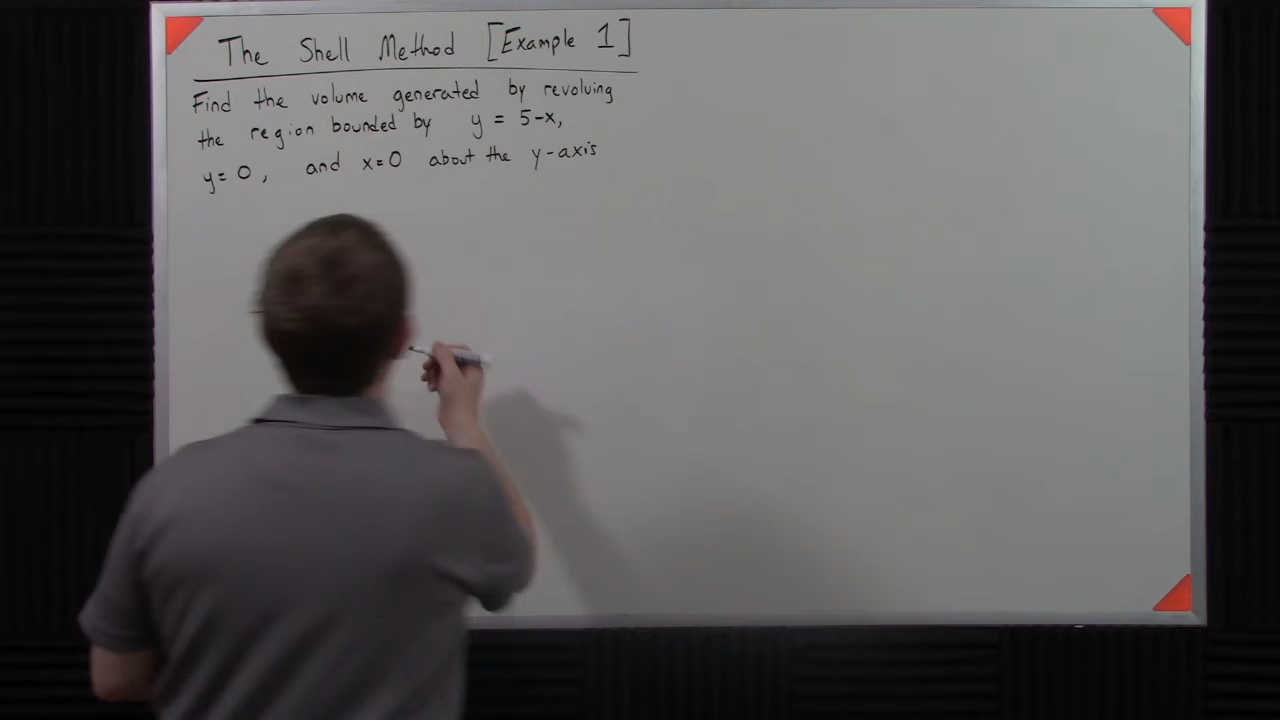 The Shell Method [Example 1]
Find the volume generated by revolving
the region bounded by y = 5-x,
y=0, and x=0 about the y-axis